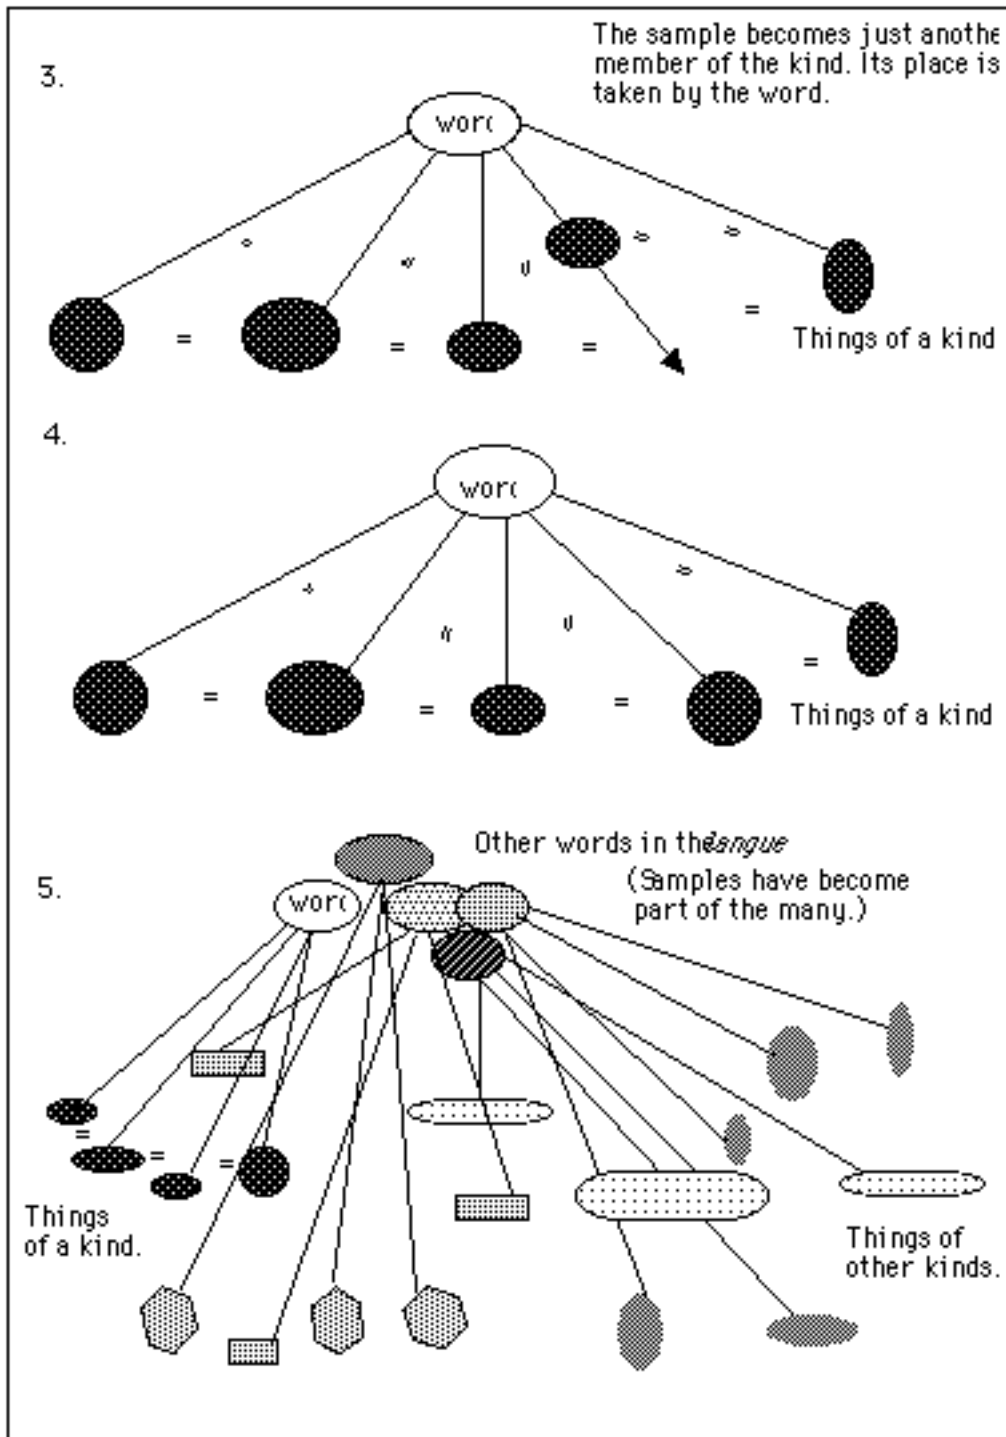 3.
The sample becomes just anothe
member of the kind. Its place is
taken by the word.
worc
=
=
=
=
Things of a kind
4.
worc
=
=
=
=
Things of a kind
5.
Other words in the langue
(Samples have become
part of the many.)
worc
=
=
=
Things
of a kind.
Things of
other kinds.